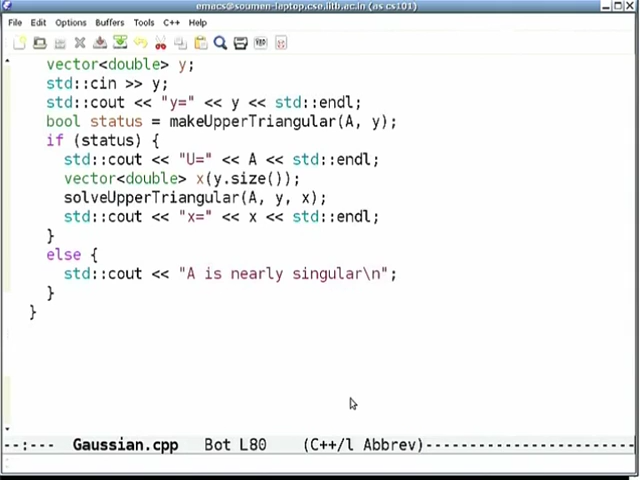 emacs@soumen-laptop.cse.iitb.ac.in (as cs101)
File Edit Options Buffers Tools C++ Help
vector<double> y;
std::cin >> y;
std::cout << "y=" << y << std::endl;
bool status = makeUpperTriangular(A, y);
if (status) {
std::cout << "U=" << A << std::endl;
vector<double> x(y.size());
solveUpperTriangular(A, y, x);
std::cout << "x=" << x << std::endl;
}
else {
std::cout << "A is nearly singular\n";
}
}
--:--- Gaussian.cpp Bot L80 (C++/l Abbrev)-----------------------